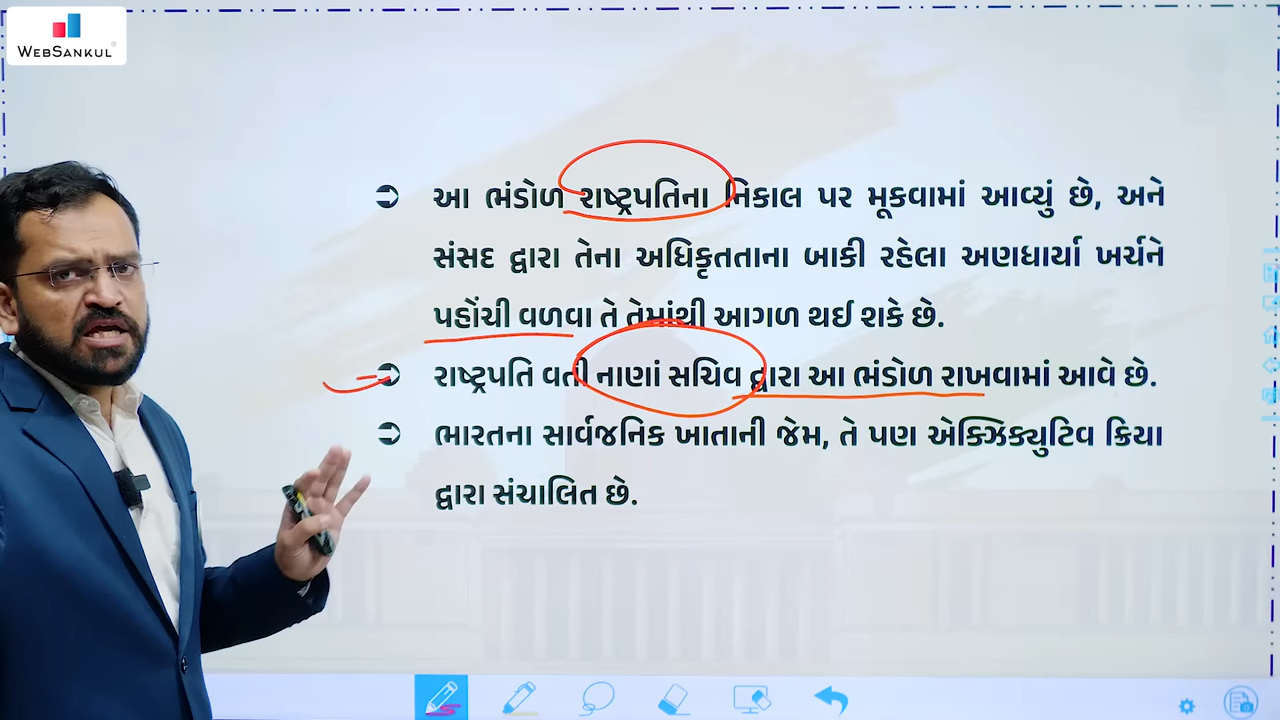 WEBSANKUL
આ ભંડોળ રાષ્ટ્રપતિના નિકાલ પર મૂકવામાં આવ્યું છે, અને
સંસદ દ્વારા તેના અધિકૃતતાના બાકી રહેલા અણધાર્યા ખર્ચને
પહોંચી વળવા તે તેમાંથી આગળ થઈ શકે છે.
રાષ્ટ્રપતિ વતી નાણાં સચિવ દ્વારા આ ભંડોળ રાખવામાં આવે છે.
ભારતના સાર્વજનિક ખાતાની જેમ, તે પણ એક્ઝિક્યુટિવ ક્રિયા
દ્વારા સંચાલિત છે.